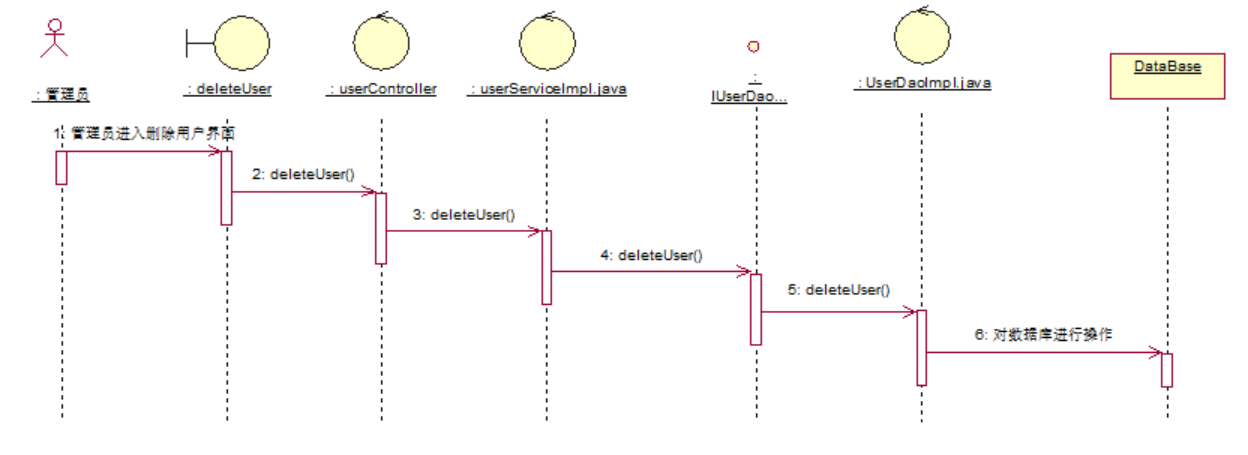 : 管理员
: deleteUser
: userController
: userServiceImpl.java
:
IUserDao...
: UserDaoImpl.java
DataBase
1: 管理员进入删除用户界面
2: deleteUser()
3: deleteUser()
4: deleteUser()
5: deleteUser()
6: 对数据库进行操作